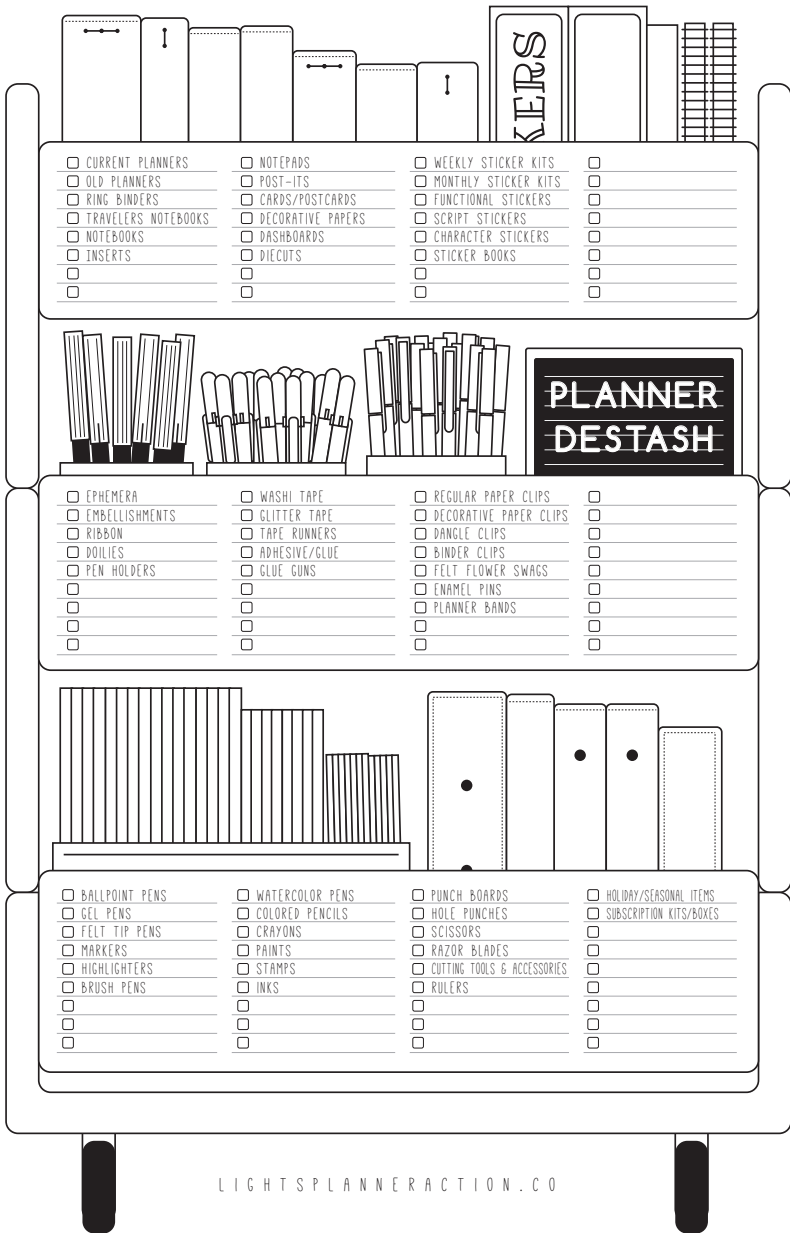 KERS
CURRENT PLANNERS
OLD PLANNERS
RING BINDERS
TRAVELERS NOTEBOOKS
NOTEBOOKS
INSERTS
NOTEPADS
POST-ITS
CARDS/POSTCARDS
DECORATIVE PAPERS
DASHBOARDS
DIECUTS
WEEKLY STICKER KITS
MONTHLY STICKER KITS
FUNCTIONAL STICKERS
SCRIPT STICKERS
CHARACTER STICKERS
STICKER BOOKS
PLANNER
DESTASH
EPHEMERA
EMBELLISHMENTS
RIBBON
DOILIES
PEN HOLDERS
WASHI TAPE
GLITTER TAPE
TAPE RUNNERS
ADHESIVE/GLUE
GLUE GUNS
REGULAR PAPER CLIPS
DECORATIVE PAPER CLIPS
DANGLE CLIPS
BINDER CLIPS
FELT FLOWER SWAGS
ENAMEL PINS
PLANNER BANDS
BALLPOINT PENS
GEL PENS
FELT TIP PENS
MARKERS
HIGHLIGHTERS
BRUSH PENS
WATERCOLOR PENS
COLORED PENCILS
CRAYONS
PAINTS
STAMPS
INKS
PUNCH BOARDS
HOLE PUNCHES
SCISSORS
RAZOR BLADES
CUTTING TOOLS & ACCESSORIES
RULERS
HOLIDAY/SEASONAL ITEMS
SUBSCRIPTION KITS/BOXES
LIGHTSPLANNERACTION.CO